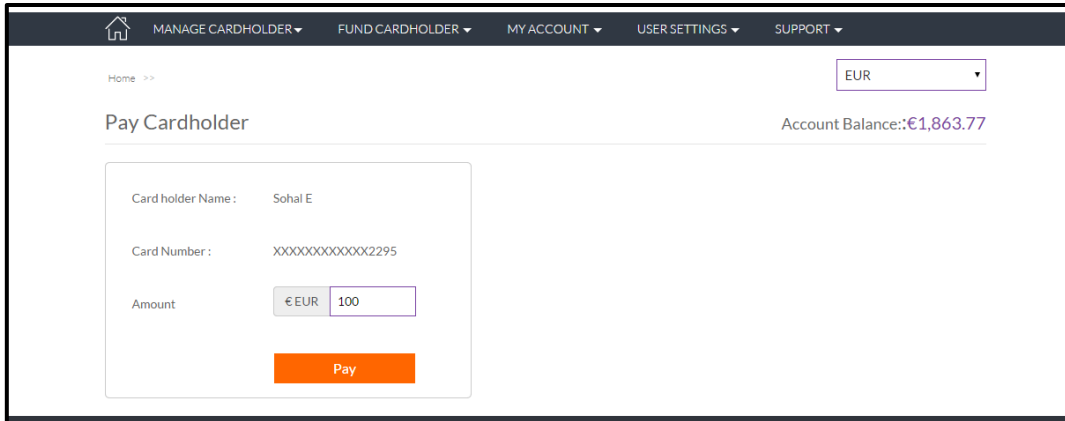 MANAGE CARDHOLDER FUND CARDHOLDER MY ACCOUNT USER SETTINGS SUPPORT
Home >>
EUR
Pay Cardholder
Account Balance::€1,863.77
Card holder Name : Sohal E
Card Number : XXXXXXXXXXXX2295
Amount € EUR 100
Pay